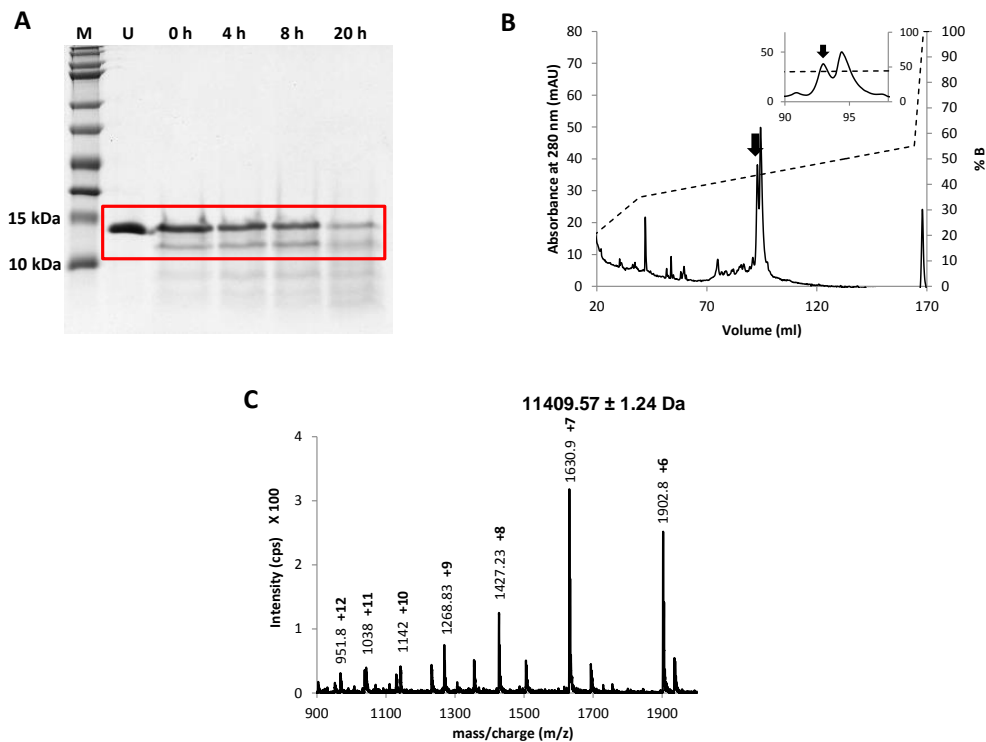 A
M U 0 h 4 h 8 h 20 h
15 kDa
10 kDa
B
80
70
60
50
40
30
20
10
0
Absorbance at 280 nm (mAU)
20 70 120 170
Volume (ml)
100
90
80
70
60
50
40
30
20
10
0
% B
50
0
100
50
0
90 95
C
11409.57 ± 1.24 Da
4
3
2
1
0
Intensity (cps) X 100
951.8 +12
1038 +11
1142 +10
1268.83 +9
1427.23 +8
1630.9 +7
1902.8 +6
900 1100 1300 1500 1700 1900
mass/charge (m/z)